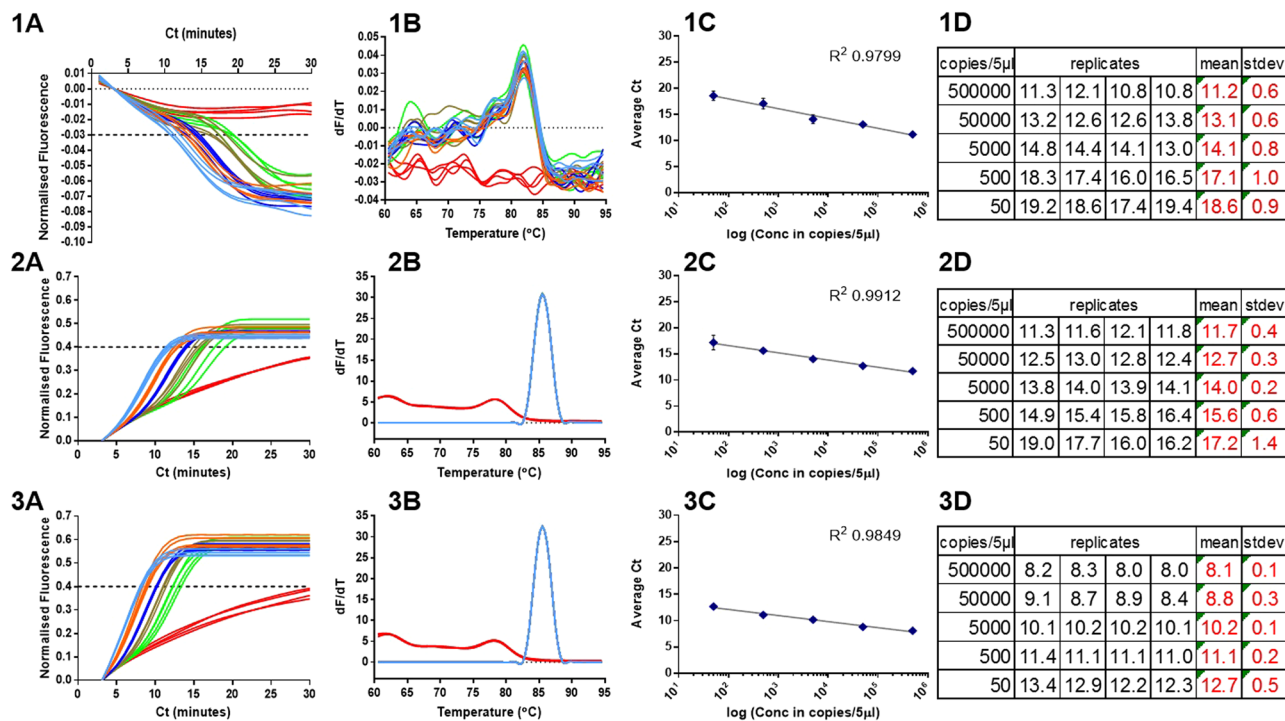 1A
Ct (minutes)
5 10 15 20 25 30
0.01
0.00
-0.01
-0.02
-0.03
-0.04
-0.05
-0.06
-0.07
-0.08
-0.09
-0.10
Normalised Fluorescence
1B
0.05
0.04
0.03
0.02
0.01
0.00
-0.01
-0.02
-0.03
-0.04
dF/dT
60 65 70 75 80 85 90 95
Temperature (°C)
1C
R² 0.9799
30
25
20
15
10
5
0
Average Ct
10¹ 10² 10³ 10⁴ 10⁵ 10⁶
log (Conc in copies/5µl)
1D
copies/5µl replicates mean stdev
500000 11.3 12.1 10.8 10.8 11.2 0.6
50000 13.2 12.6 12.6 13.8 13.1 0.6
5000 14.8 14.4 14.1 13.0 14.1 0.8
500 18.3 17.4 16.0 16.5 17.1 1.0
50 19.2 18.6 17.4 19.4 18.6 0.9
2A
0.7
0.6
0.5
0.4
0.3
0.2
0.1
0.0
Normalised Fluorescence
5 10 15 20 25 30
Ct (minutes)
2B
35
30
25
20
15
10
5
0
dF/dT
60 65 70 75 80 85 90 95
Temperature (°C)
2C
R² 0.9912
30
25
20
15
10
5
0
Average Ct
10¹ 10² 10³ 10⁴ 10⁵ 10⁶
log (Conc in copies/5µl)
2D
copies/5µl replicates mean stdev
500000 11.3 11.6 12.1 11.8 11.7 0.4
50000 12.5 13.0 12.8 12.4 12.7 0.3
5000 13.8 14.0 13.9 14.1 14.0 0.2
500 14.9 15.4 15.8 16.4 15.6 0.6
50 19.0 17.7 16.0 16.2 17.2 1.4
3A
0.7
0.6
0.5
0.4
0.3
0.2
0.1
0.0
Normalised Fluorescence
5 10 15 20 25 30
Ct (minutes)
3B
35
30
25
20
15
10
5
0
dF/dT
60 65 70 75 80 85 90 95
Temperature (°C)
3C
R² 0.9849
30
25
20
15
10
5
0
Average Ct
10¹ 10² 10³ 10⁴ 10⁵ 10⁶
log (Conc in copies/5µl)
3D
copies/5µl replicates mean stdev
500000 8.2 8.3 8.0 8.0 8.1 0.1
50000 9.1 8.7 8.9 8.4 8.8 0.3
5000 10.1 10.2 10.2 10.1 10.2 0.1
500 11.4 11.1 11.1 11.0 11.1 0.2
50 13.4 12.9 12.2 12.3 12.7 0.5